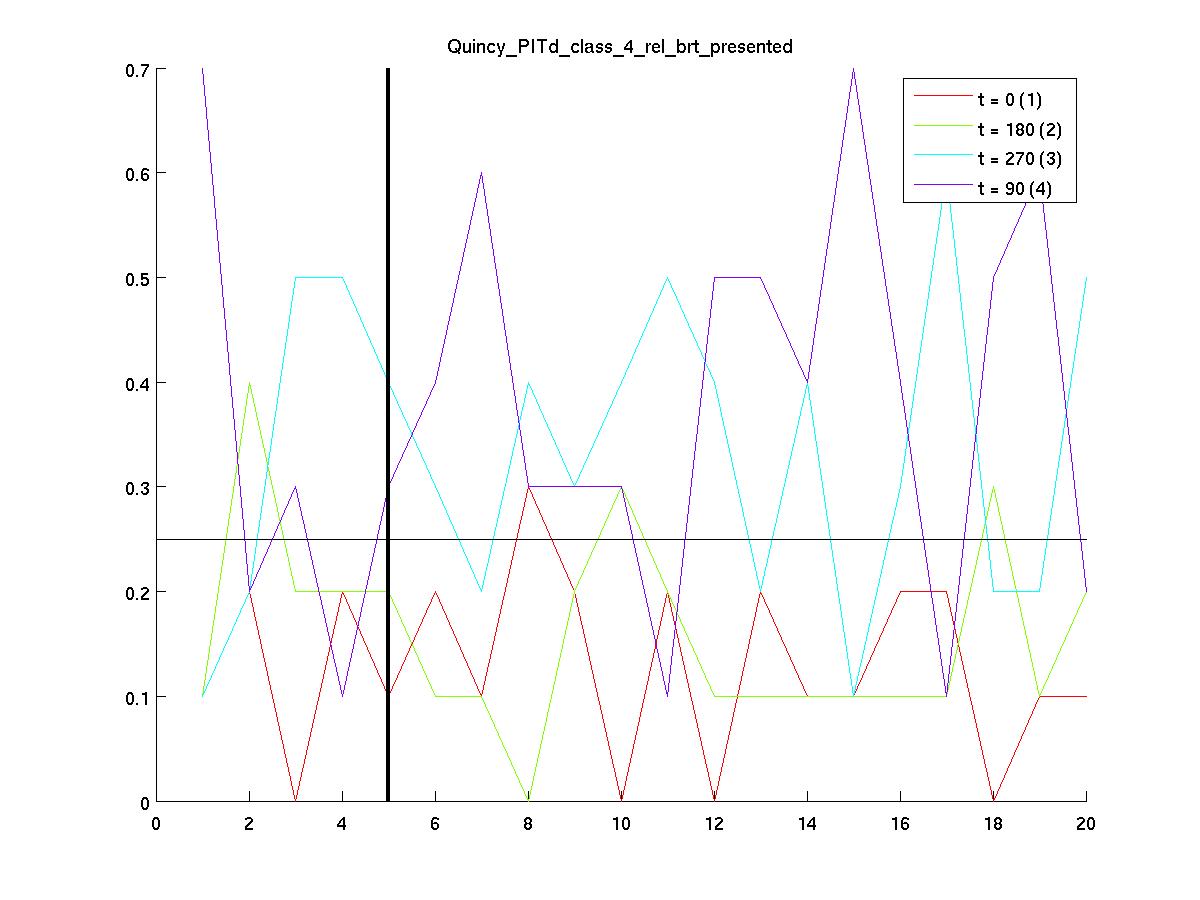 Quincy_PITd_class_4_rel_brt_presented
t = 0 (1)
t = 180 (2)
t = 270 (3)
t = 90 (4)
0.7
0.6
0.5
0.4
0.3
0.2
0.1
0
0 2 4 6 8 10 12 14 16 18 20